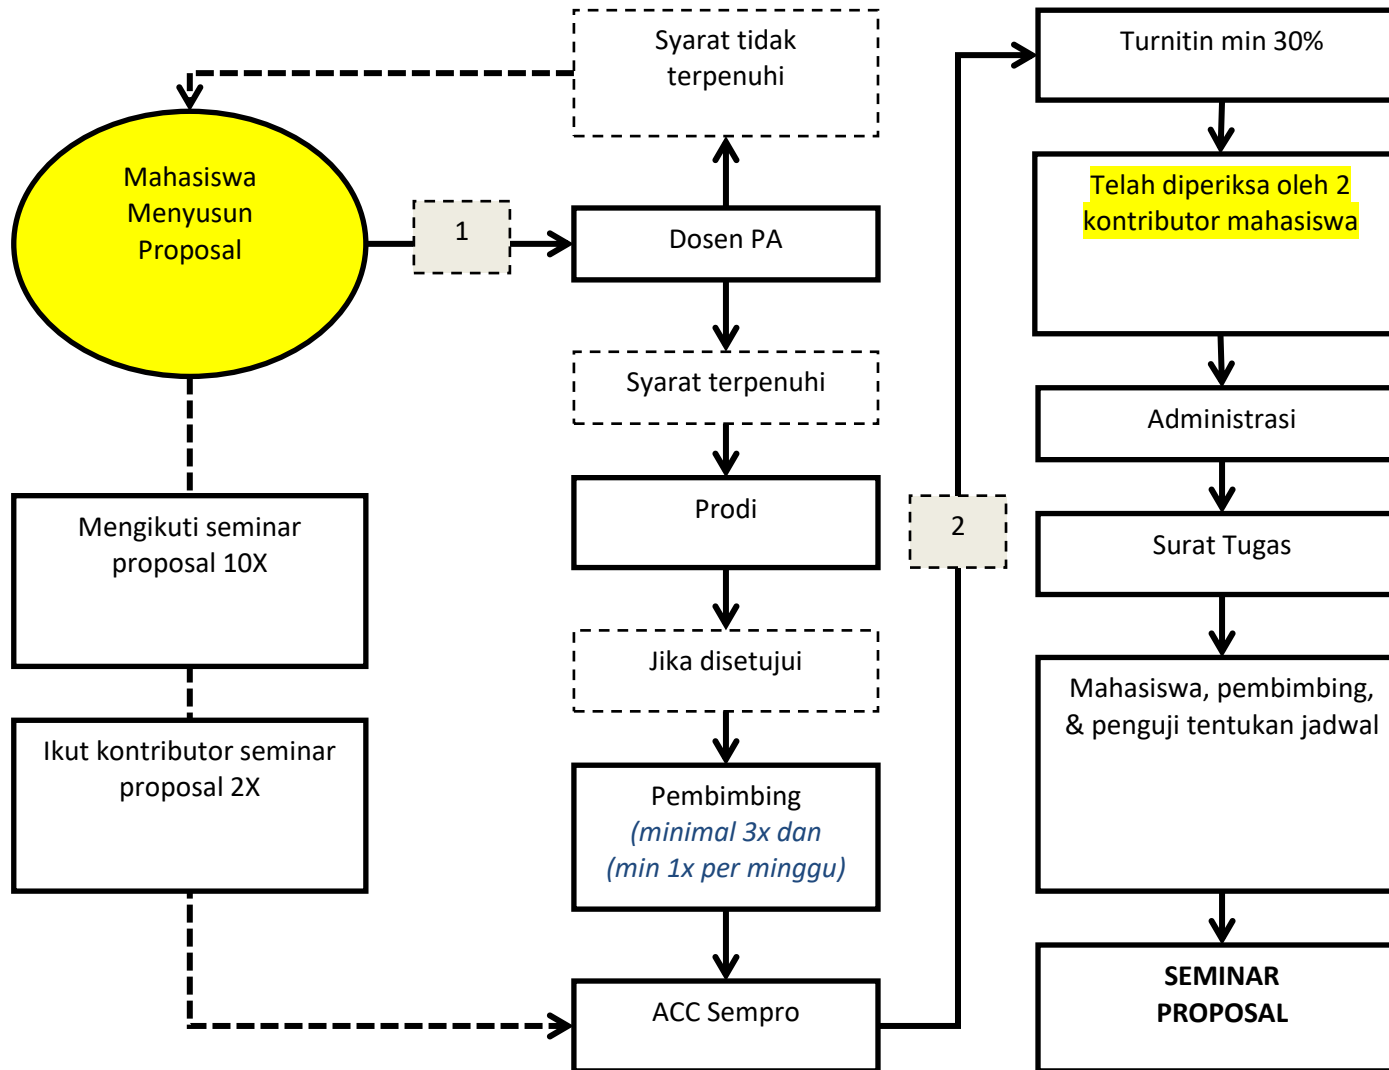 Mahasiswa
Menyusun
Proposal
Mengikuti seminar
proposal 10X
Ikut kontributor seminar
proposal 2X
1
Syarat tidak
terpenuhi
Dosen PA
Syarat terpenuhi
Prodi
Jika disetujui
Pembimbing
(minimal 3x dan
(min 1x per minggu)
ACC Sempro
2
Turnitin min 30%
Telah diperiksa oleh 2
kontributor mahasiswa
Administrasi
Surat Tugas
Mahasiswa, pembimbing,
& penguji tentukan jadwal
SEMINAR
PROPOSAL